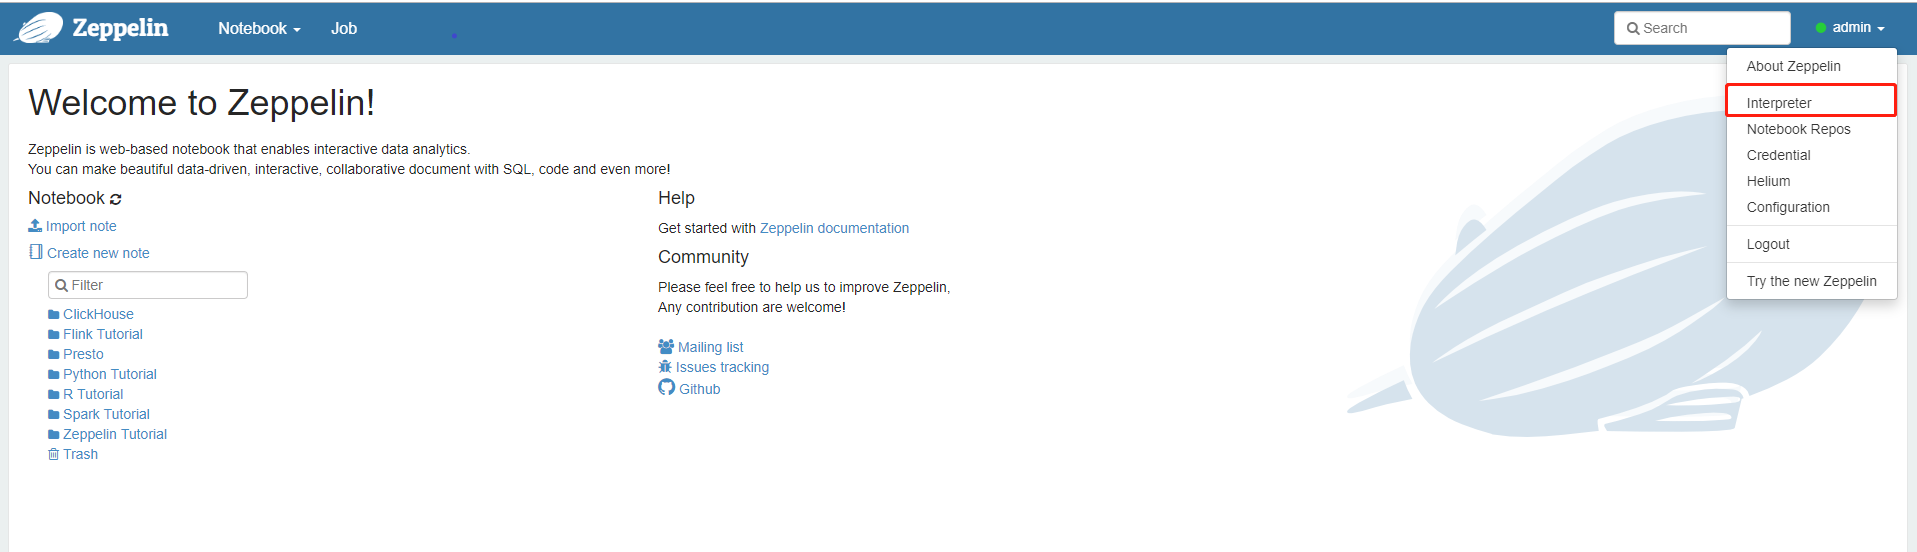 Zeppelin
Notebook
Job
Search
admin
About Zeppelin
Interpreter
Notebook Repos
Credential
Helium
Configuration
Logout
Try the new Zeppelin
Welcome to Zeppelin!
Zeppelin is web-based notebook that enables interactive data analytics.
You can make beautiful data-driven, interactive, collaborative document with SQL, code and even more!
Notebook
Import note
Create new note
Filter
ClickHouse
Flink Tutorial
Presto
Python Tutorial
R Tutorial
Spark Tutorial
Zeppelin Tutorial
Trash
Help
Get started with Zeppelin documentation
Community
Please feel free to help us to improve Zeppelin,
Any contribution are welcome!
Mailing list
Issues tracking
Github